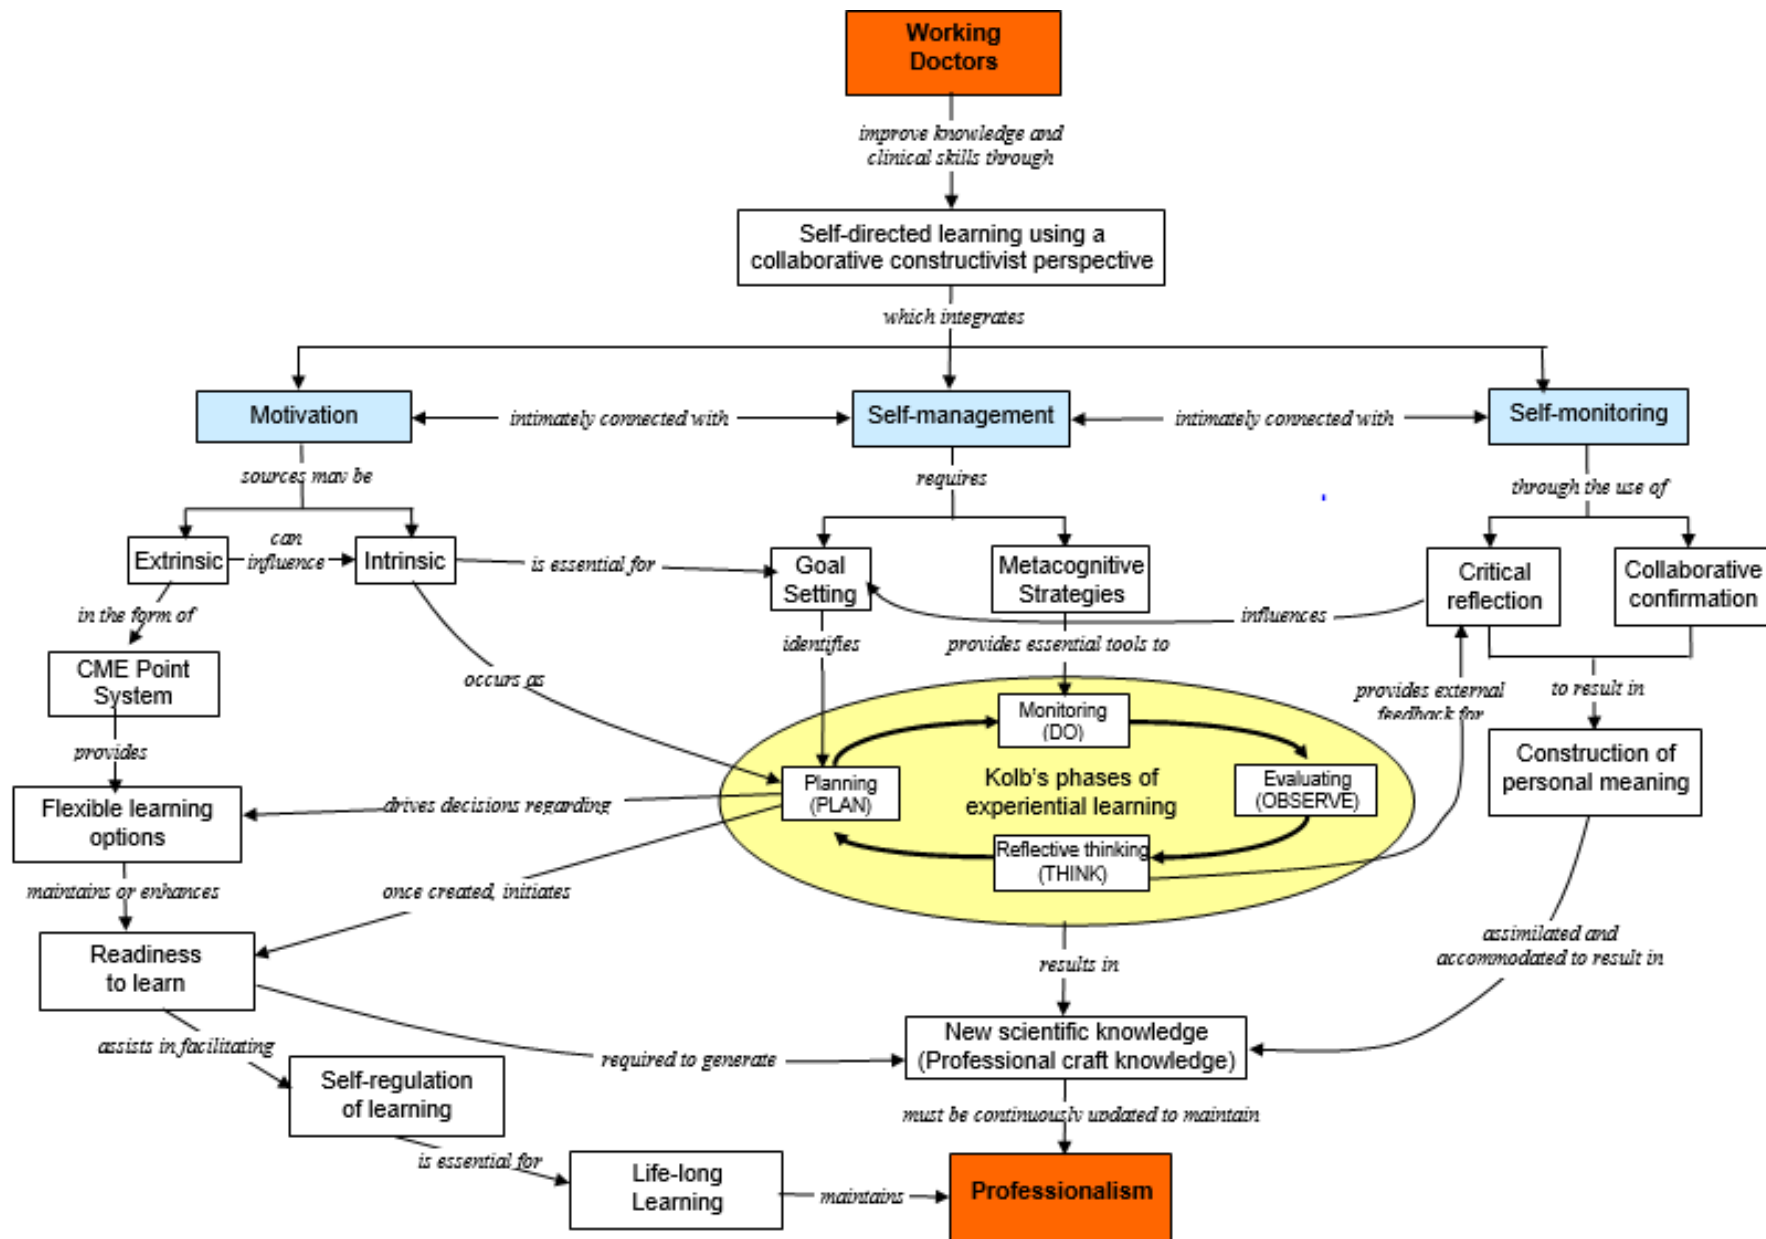 Working
Doctors
improve knowledge and
clinical skills through
Self-directed learning using a
collaborative constructivist perspective
which integrates
Motivation
intimately connected with
Self-management
intimately connected with
Self-monitoring
sources may be
requires
through the use of
Extrinsic
can
influence
Intrinsic
is essential for
Goal
Setting
Metacognitive
Strategies
Critical
reflection
Collaborative
confirmation
in the form of
influences
identifies
provides essential tools to
CME Point
System
occurs as
provides external
feedback for
to result in
Monitoring
(DO)
provides
Construction of
personal meaning
Planning
(PLAN)
Kolb's phases of
experiential learning
Evaluating
(OBSERVE)
Flexible learning
options
drives decisions regarding
Reflective thinking
(THINK)
maintains or enhances
once created, initiates
Readiness
to learn
results in
assimilated and
accommodated to result in
assists in facilitating
required to generate
New scientific knowledge
(Professional craft knowledge)
Self-regulation
of learning
must be continuously updated to maintain
is essential for
Life-long
Learning
maintains
Professionalism